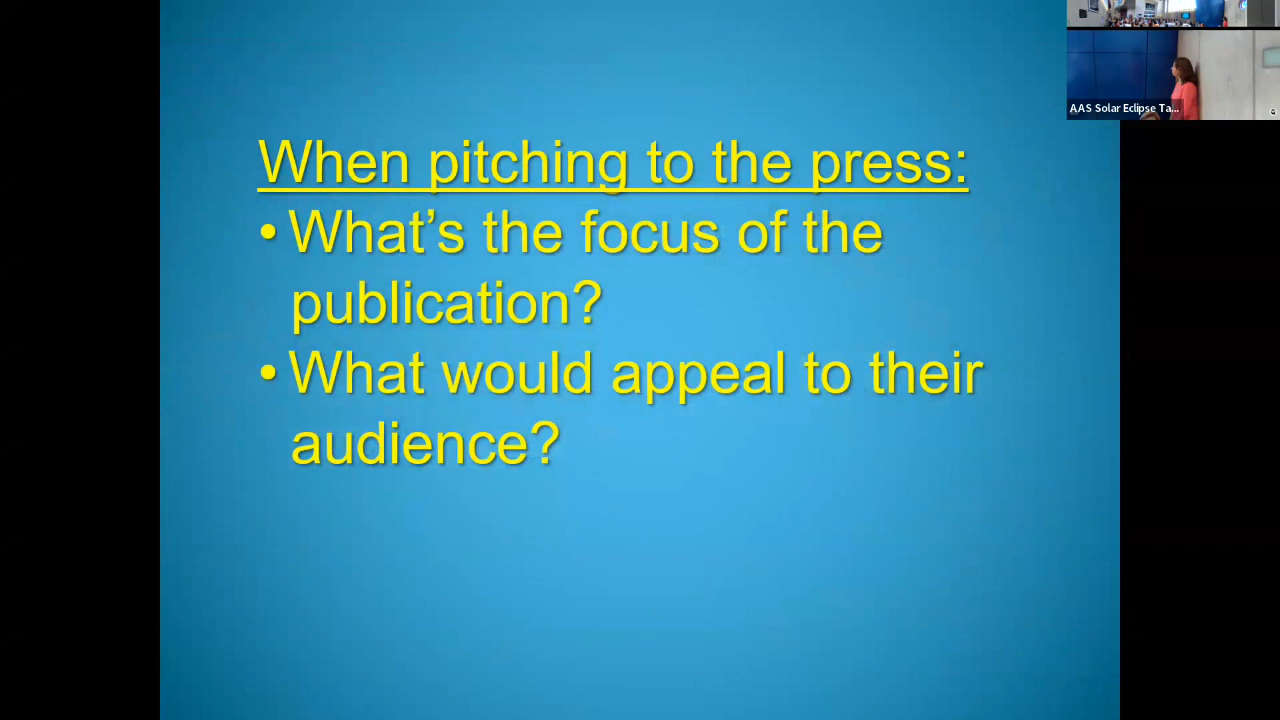 AAS Solar Eclipse Ta...
When pitching to the press:
• What’s the focus of the
publication?
• What would appeal to their
audience?